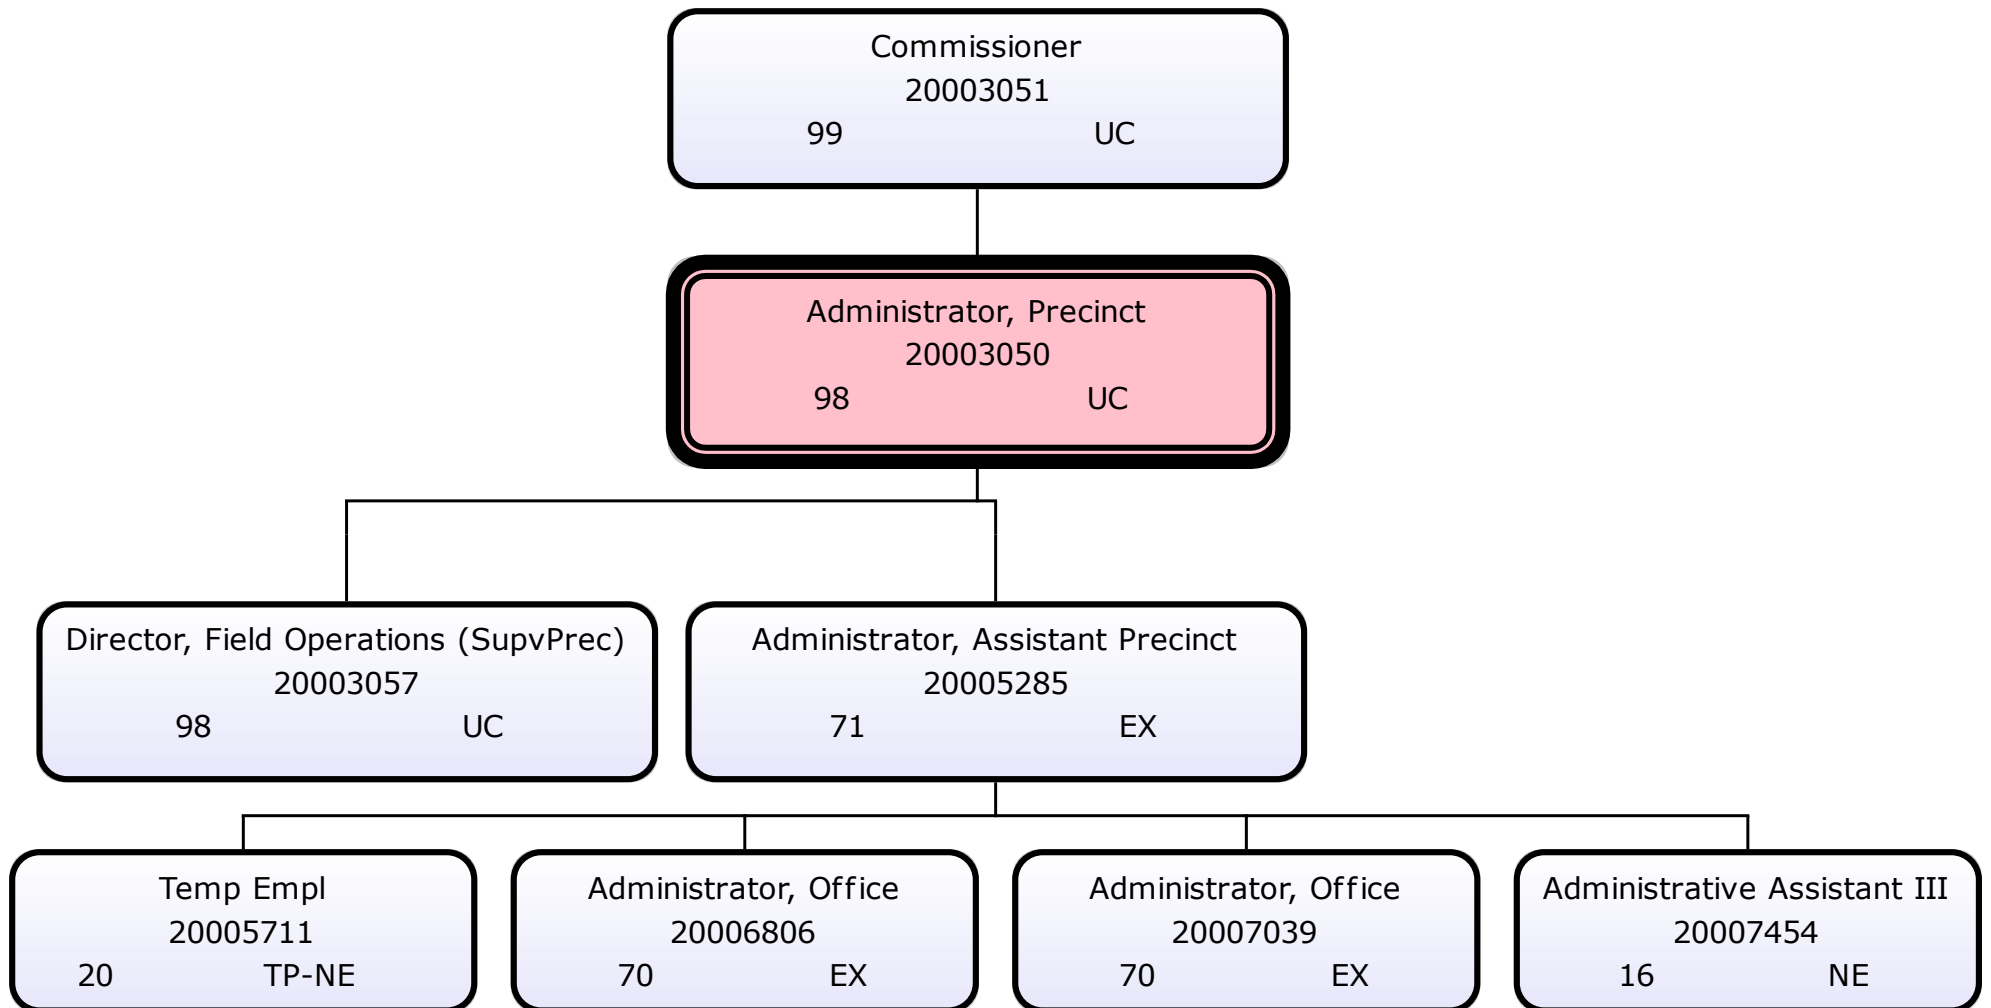 Commissioner
20003051
99 UC
Administrator, Precinct
20003050
98 UC
Director, Field Operations (SupvPrec)
20003057
98 UC
Administrator, Assistant Precinct
20005285
71 EX
Temp Empl
20005711
20 TP-NE
Administrator, Office
20006806
70 EX
Administrator, Office
20007039
70 EX
Administrative Assistant III
20007454
16 NE